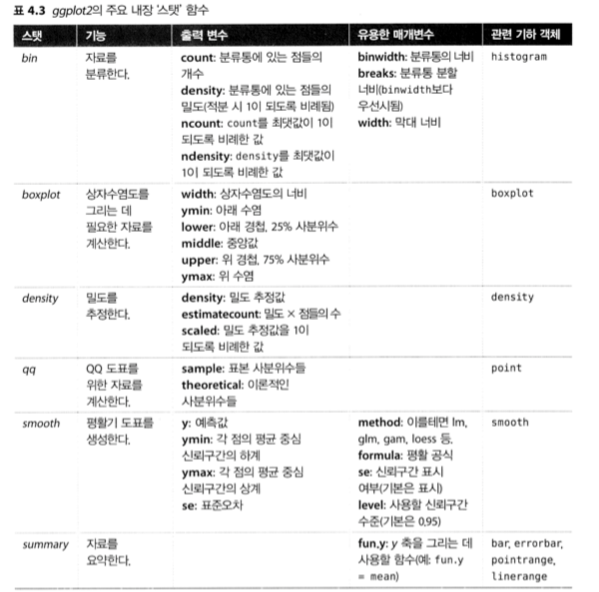 표 4.3 ggplot2의 주요 내장 '스탯' 함수
스탯 기능 출력 변수 유용한 매개변수 관련 기하 객체
bin 자료를 count: 분류통에 있는 점들의 binwidth: 분류통의 너비 histogram
분류한다. 개수 breaks: 분류통 분할
density: 분류통에 있는 점들의 너비(binwidth보다
밀도(적분 시 1이 되도록 비례됨) 우선시됨)
ncount: count를 최댓값이 1이 width: 막대 너비
되도록 비례한 값
ndensity: density를 최댓값이
1이 되도록 비례한 값
boxplot 상자수염도를 width: 상자수염도의 너비 boxplot
그리는 데 ymin: 아래 수염
필요한 자료를 lower: 아래 경첩, 25% 사분위수
계산한다. middle: 중앙값
upper: 위 경첩, 75% 사분위수
ymax: 위 수염
density 밀도를 density: 밀도 추정값 density
추정한다. estimatecount: 밀도 × 점들의 수
scaled: 밀도 추정값을 1이
되도록 비례한 값
qq QQ 도표를 sample: 표본 사분위수들 point
위한 자료를 theoretical: 이론적인
계산한다. 사분위수들
smooth 평활기 도표를 y: 예측값 method: 이를테면 lm, smooth
생성한다. ymin: 각 점의 평균 중심 glm, gam, loess 등.
신뢰구간의 하계 formula: 평활 공식
ymax: 각 점의 평균 중심 se: 신뢰구간 표시
신뢰구간의 상계 여부(기본은 표시)
se: 표준오차 level: 사용할 신뢰구간
수준(기본은 0.95)
summary 자료를 fun.y: y 축을 그리는 데 bar, errorbar,
요약한다. 사용할 함수(예: fun.y pointrange,
= mean) linerange